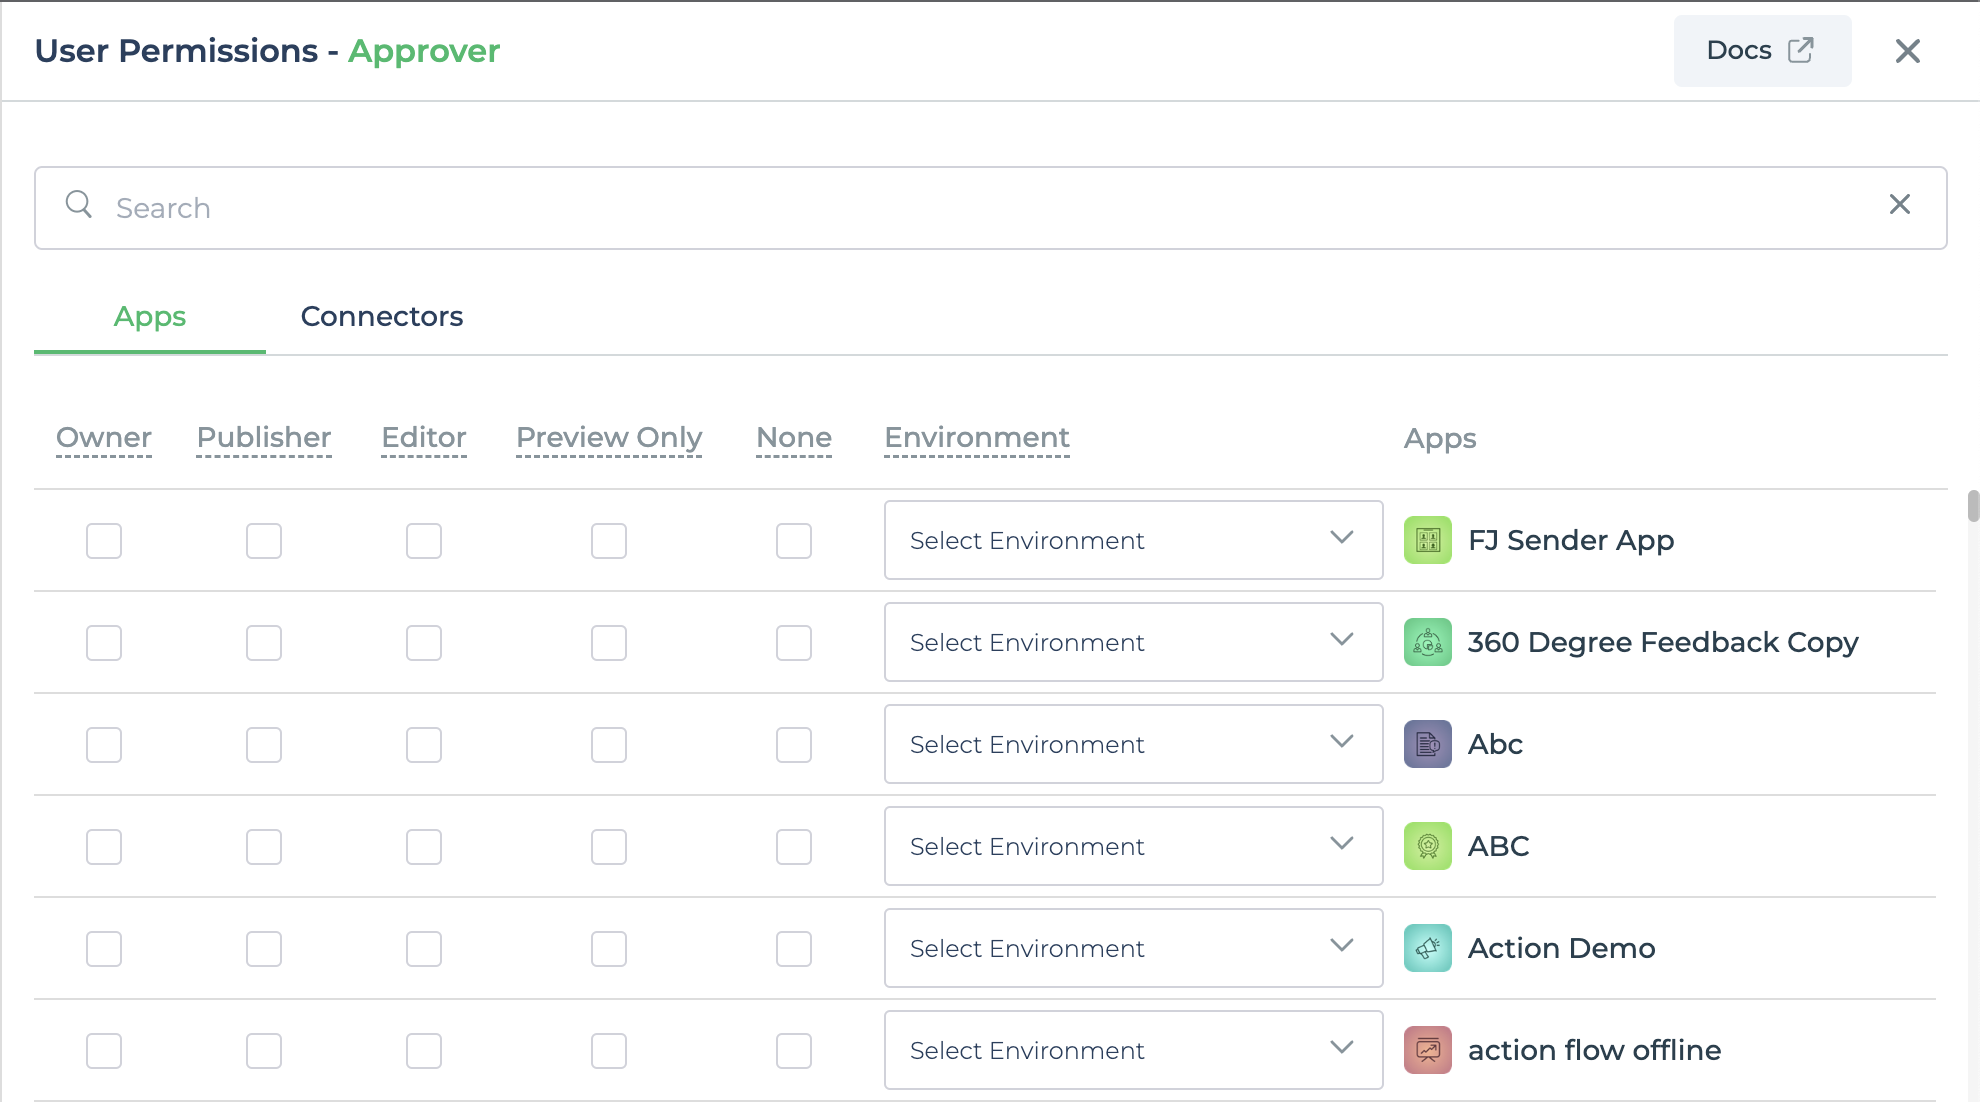 User Permissions - Approver
Docs
Search
Apps
Connectors
Owner
Publisher
Editor
Preview Only
None
Environment
Apps
Select Environment
FJ Sender App
Select Environment
360 Degree Feedback Copy
Select Environment
Abc
Select Environment
ABC
Select Environment
Action Demo
Select Environment
action flow offline